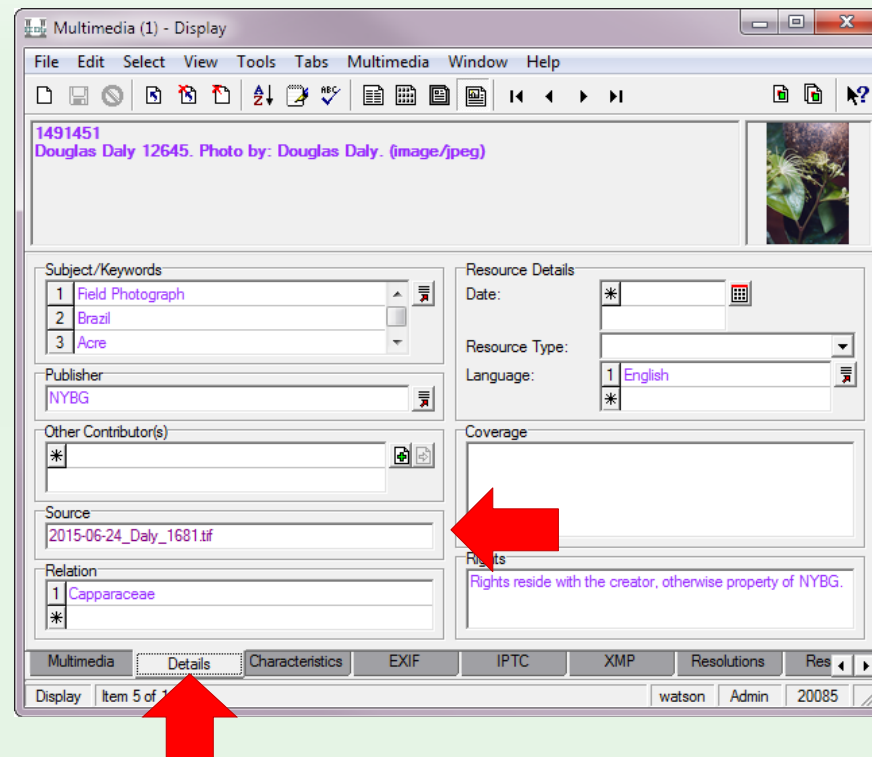 Multimedia (1) - Display
File Edit Select View Tools Tabs Multimedia Window Help
1491451
Douglas Daly 12645. Photo by: Douglas Daly. (image/jpeg)
Subject/Keywords
1 Field Photograph
2 Brazil
3 Acre
Publisher
NYBG
Other Contributor(s)
Source
2015-06-24_Daly_1681.tif
Relation
1 Capparaceae
Resource Details
Date:
Resource Type:
Language:
1 English
Coverage
Rights reside with the creator, otherwise property of NYBG.
Multimedia Details Characteristics EXIF IPTC XMP Resolutions Res
Display Item 5 of watson Admin 20085